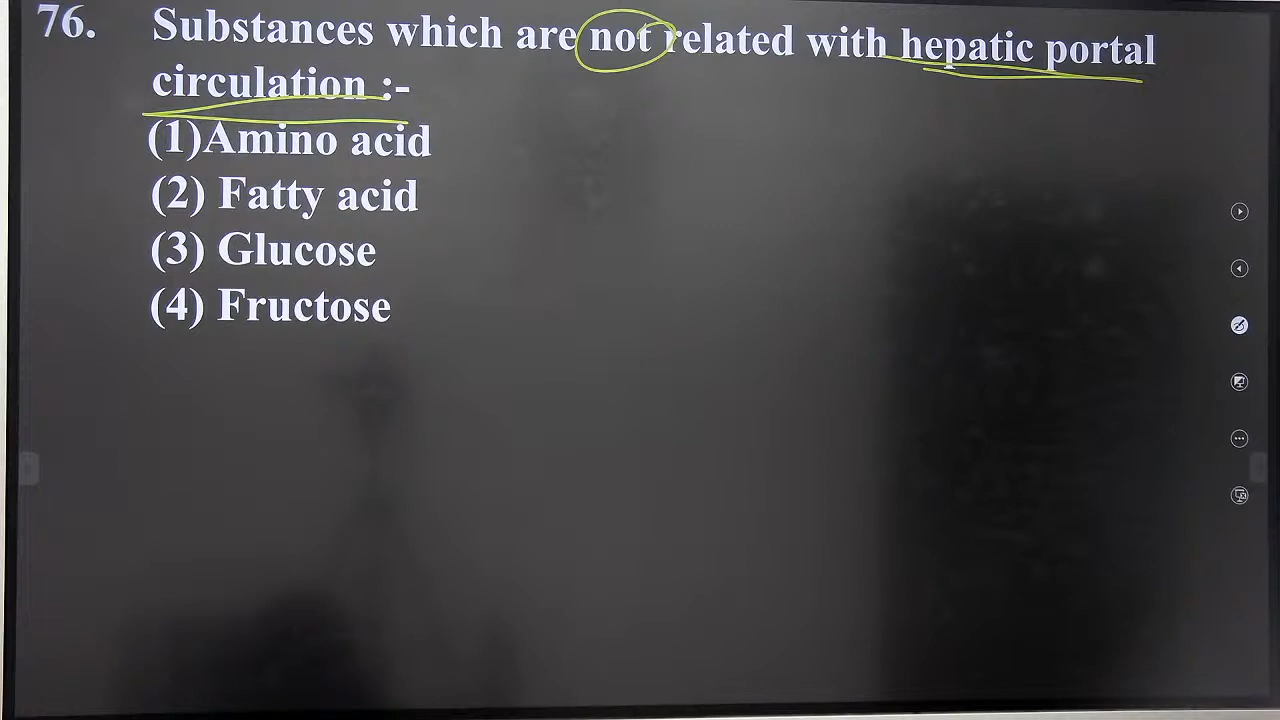 76. Substances which are not related with hepatic portal
circulation :-
(1)Amino acid
(2) Fatty acid
(3) Glucose
(4) Fructose